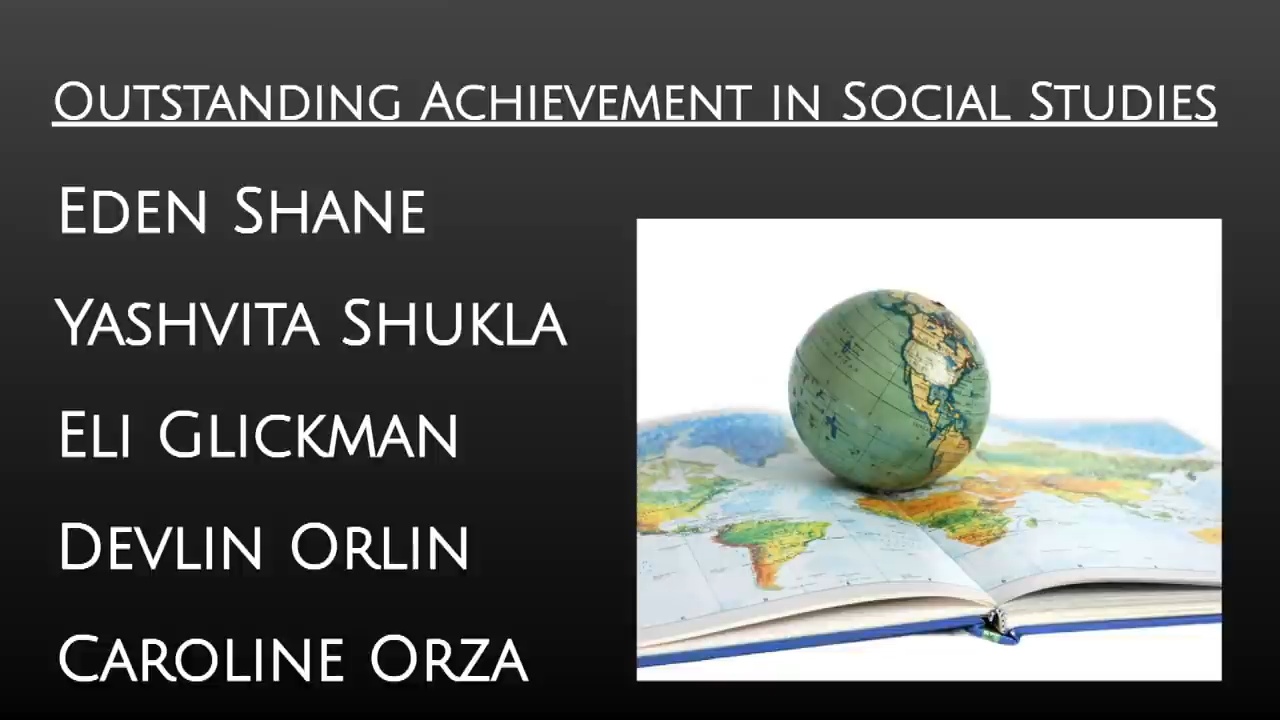 Outstanding Achievement in Social Studies
Eden Shane
Yashvita Shukla
Eli Glickman
Devlin Orlin
Caroline Orza